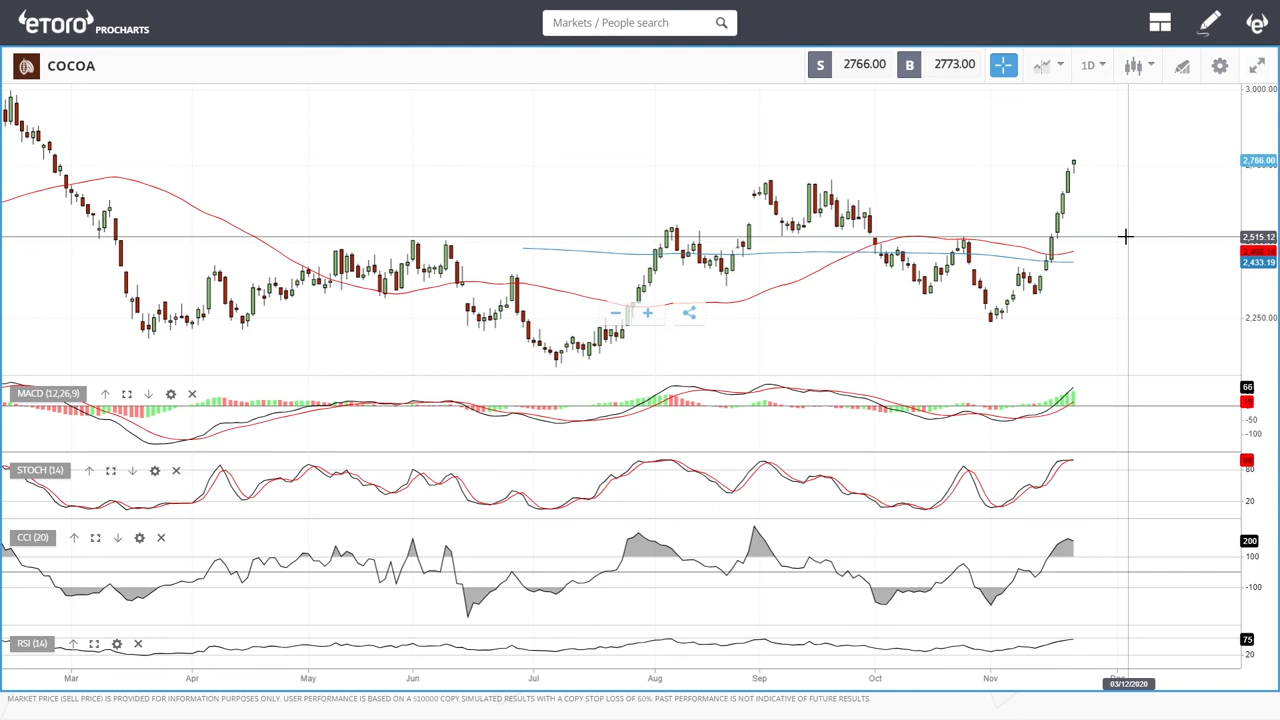 eToro PROCHARTS
Markets / People search
COCOA
S 2766.00 B 2773.00
1D
3,000.00
2,766.00
2,515.12
2,433.19
2,250.00
MACD (12,26,9)
66
-50
-100
STOCH (14)
80
20
CCI (20)
200
100
-100
RSI (14)
75
20
Mar Apr May Jun Jul Aug Sep Oct Nov
03/12/2020
MARKET PRICE (SELL PRICE) IS PROVIDED FOR INFORMATION PURPOSES ONLY. USER PERFORMANCE IS BASED ON A $10000 COPY SIMULATED RESULTS WITH A COPY STOP LOSS OF 60%. PAST PERFORMANCE IS NOT INDICATIVE OF FUTURE RESULTS.